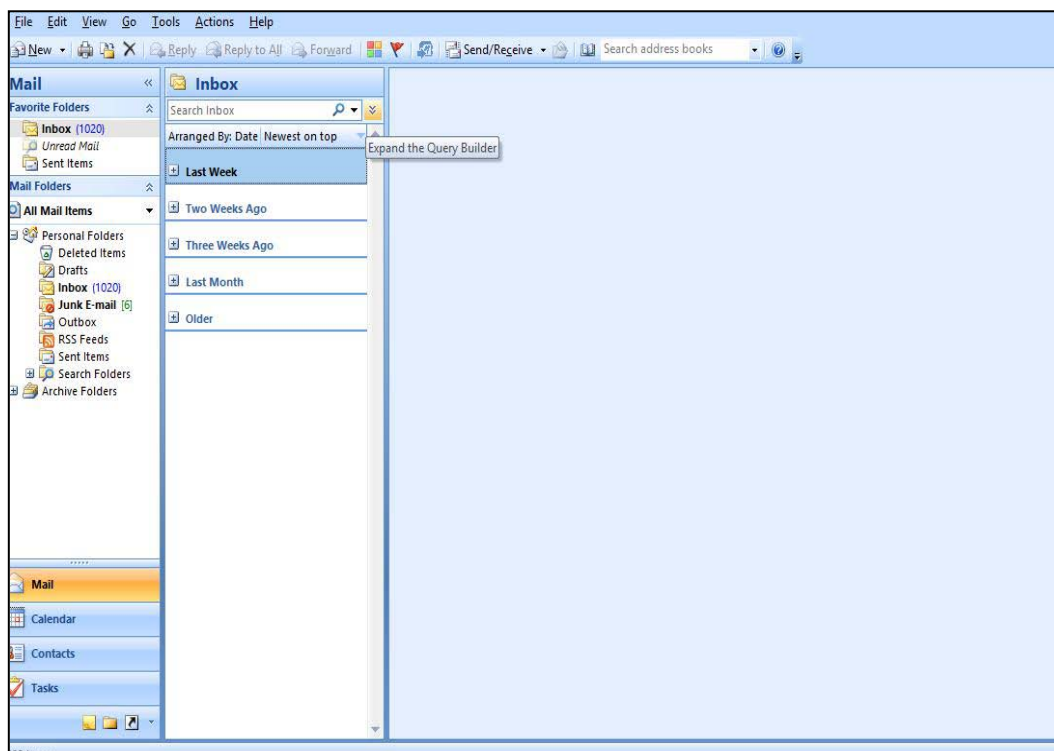 File Edit View Go Tools Actions Help
New Reply Reply to All Forward Send/Receive Search address books
Mail
Favorite Folders
Inbox (1020)
Unread Mail
Sent Items
Mail Folders
All Mail Items
Personal Folders
Deleted Items
Drafts
Inbox (1020)
Junk E-mail [6]
Outbox
RSS Feeds
Sent Items
Search Folders
Archive Folders
Mail
Calendar
Contacts
Tasks
Inbox
Search Inbox
Arranged By: Date Newest on top
Expand the Query Builder
Last Week
Two Weeks Ago
Three Weeks Ago
Last Month
Older